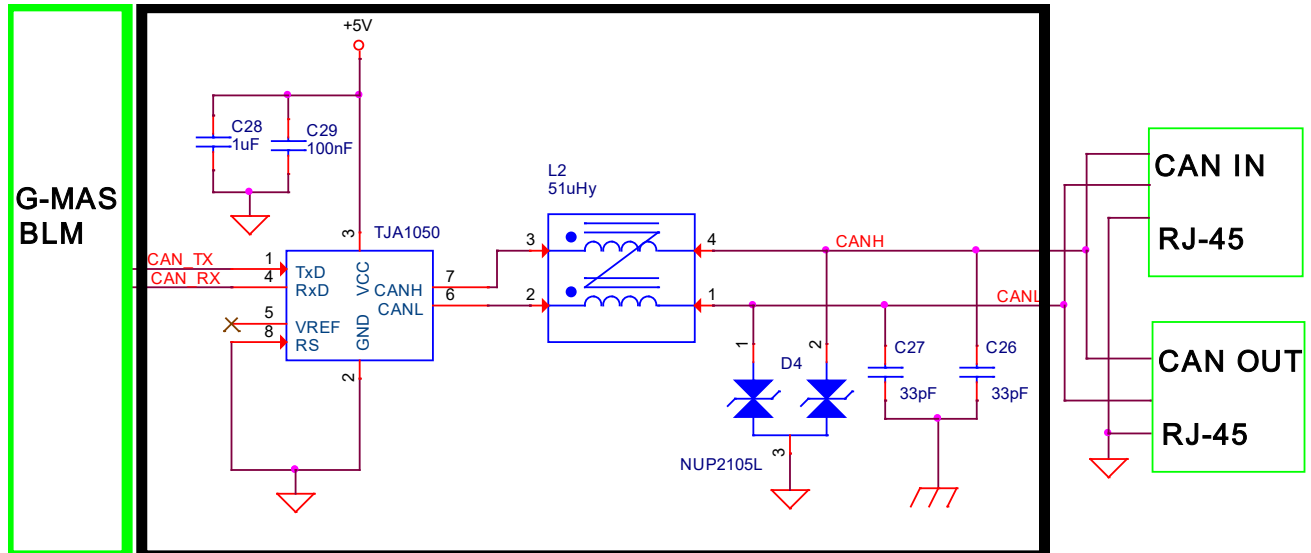 +5V
C28
1uF
C29
100nF
G-MAS
BLM
CAN_TX
CAN_RX
TJA1050
3
1
4
5
8
7
6
2
TxD
RxD
VREF
RS
VCC
GND
CANH
CANL
L2
51uHy
3
2
4
1
CANH
CANL
1
2
D4
3
NUP2105L
C27
33pF
C26
33pF
CAN IN
RJ-45
CAN OUT
RJ-45